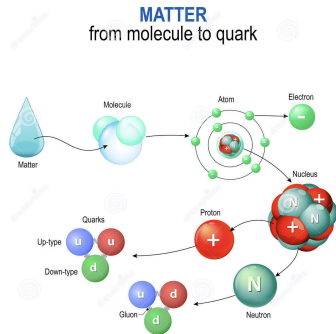 MATTER
from molecule to quark
Matter
Molecule
Atom
Electron
-
Nucleus
+
N
N
+
Proton
+
Quarks
Up-type
u
u
Down-type
d
N
Neutron
u
d
Gluon
d